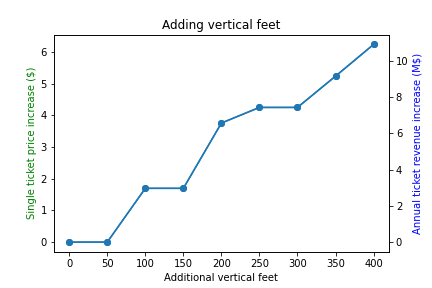 Adding vertical feet
Single ticket price increase ($)
6
5
4
3
2
1
0
10
8
6
4
2
0
Annual ticket revenue increase (M$)
0 50 100 150 200 250 300 350 400
Additional vertical feet